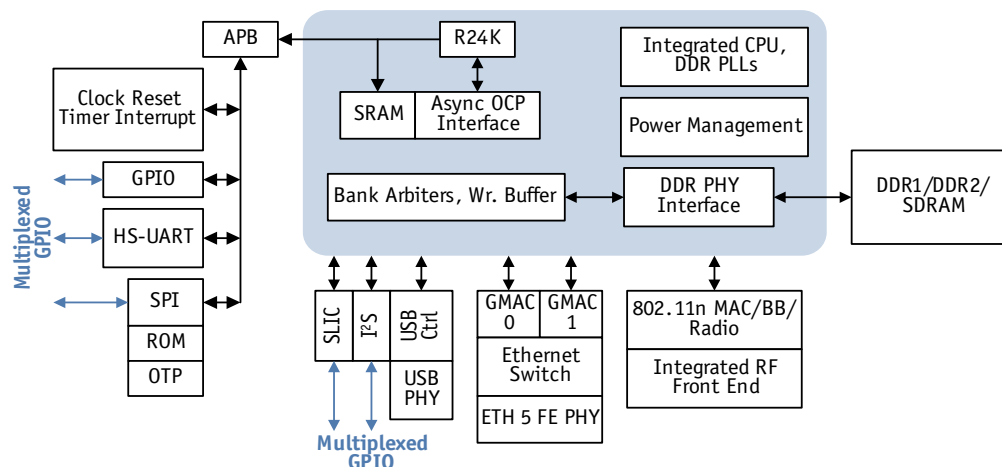 APB
R24K
Integrated CPU,
DDR PLLs
Clock Reset
Timer Interrupt
SRAM
Async OCP
Interface
Power Management
GPIO
Bank Arbiters, Wr. Buffer
DDR PHY
Interface
DDR1/DDR2/
SDRAM
Multiplexed
GPIO
HS-UART
SPI
ROM
OTP
SLIC
I²S
USB
Ctrl
USB
PHY
GMAC
0
GMAC
1
Ethernet
Switch
ETH 5 FE PHY
802.11n MAC/BB/
Radio
Integrated RF
Front End
Multiplexed
GPIO